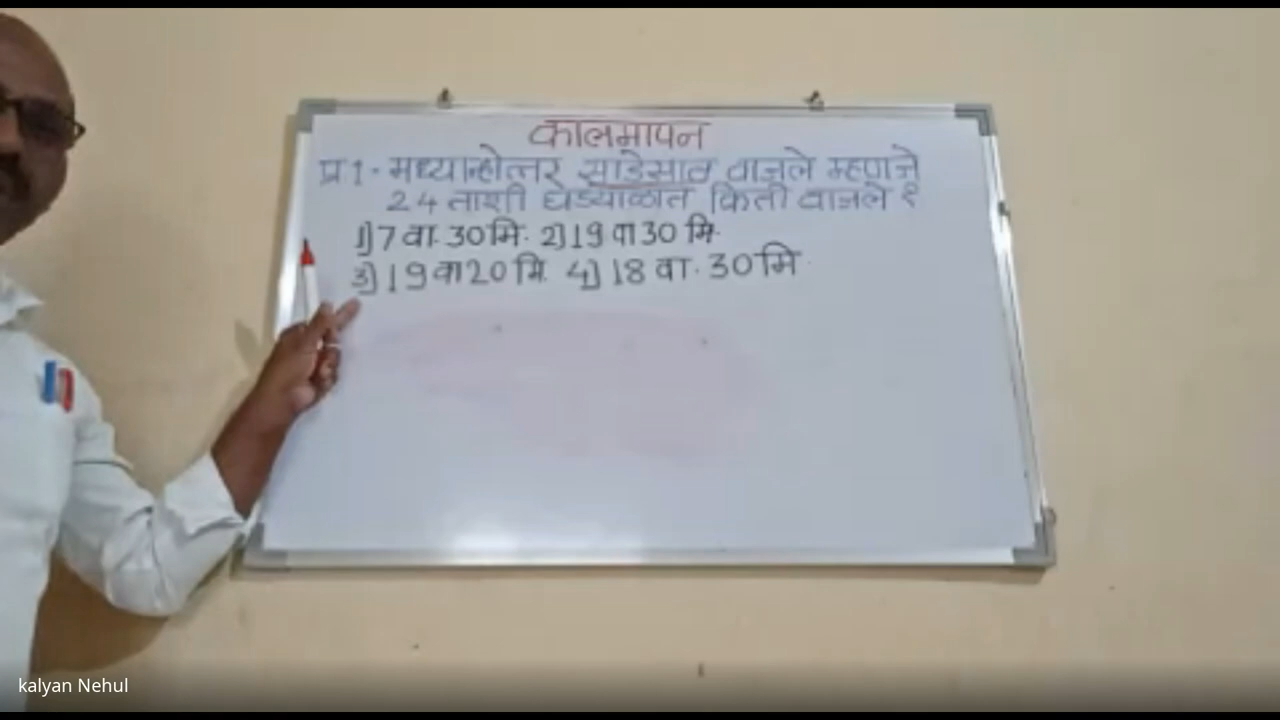 कालमापन
प्र 1 - मध्यान्होत्तर साडेसात वाजले म्हणजे
24 ताशी घड्याळात किती वाजले ?
1) 7 वा. 30 मि. 2) 19 वा 30 मि.
3) 19 वा 20 मि. 4) 18 वा. 30 मि.
kalyan Nehul